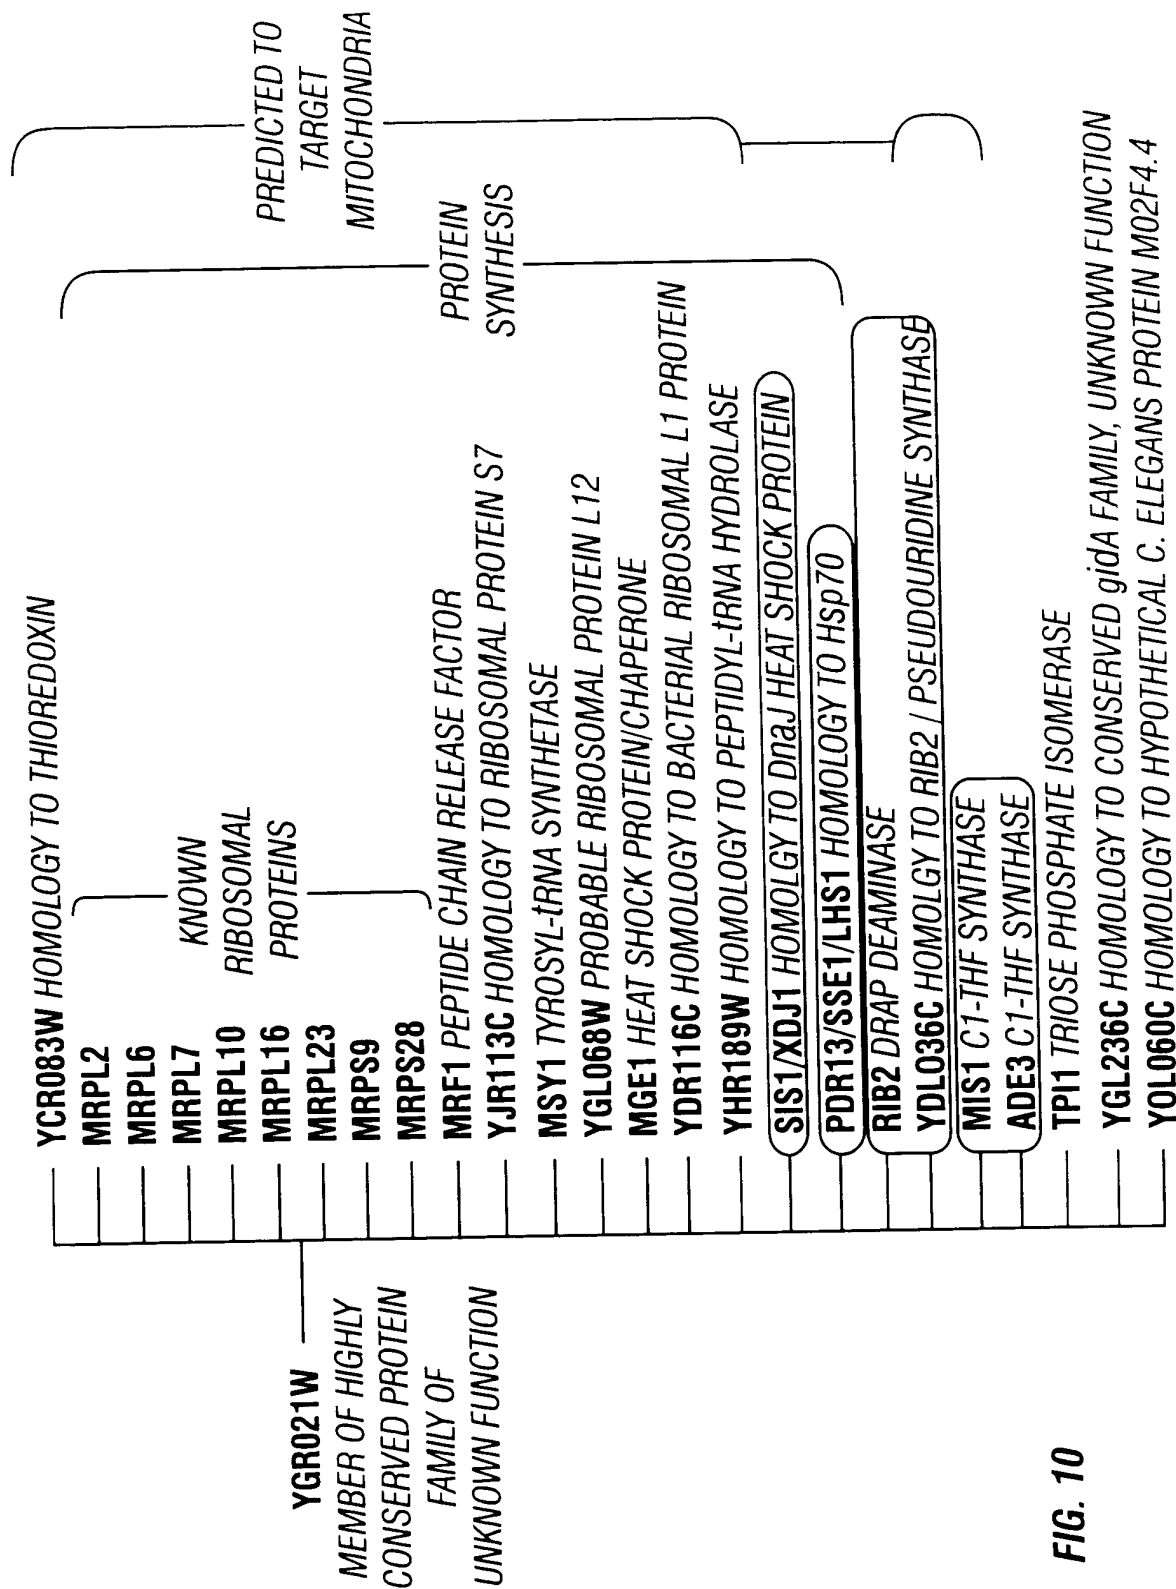 YGR021W
MEMBER OF HIGHLY
CONSERVED PROTEIN
FAMILY OF
UNKNOWN FUNCTION
YCR083W HOMOLOGY TO THIOREDOXIN
MRPL2
MRPL6
MRPL7
MRPL10
MRPL16
MRPL23
MRPS9
MRPS28
KNOWN
RIBOSOMAL
PROTEINS
MRF1 PEPTIDE CHAIN RELEASE FACTOR
YJR113C HOMOLOGY TO RIBOSOMAL PROTEIN S7
MSY1 TYROSYL-tRNA SYNTHETASE
YGL068W PROBABLE RIBOSOMAL PROTEIN L12
MGE1 HEAT SHOCK PROTEIN/CHAPERONE
YDR116C HOMOLOGY TO BACTERIAL RIBOSOMAL L1 PROTEIN
YHR189W HOMOLOGY TO PEPTIDYL-tRNA HYDROLASE
SIS1/XDJ1 HOMOLGY TO DnaJ HEAT SHOCK PROTEIN
PDR13/SSE1/LHS1 HOMOLOGY TO HSp70
RIB2 DRAP DEAMINASE
YDL036C HOMOLGY TO RIB2 / PSEUDOURIDINE SYNTHASE
MIS1 C1-THF SYNTHASE
ADE3 C1-THF SYNTHASE
TPI1 TRIOSE PHOSPHATE ISOMERASE
YGL236C HOMOLOGY TO CONSERVED gidA FAMILY, UNKNOWN FUNCTION
YOL060C HOMOLOGY TO HYPOTHETICAL C. ELEGANS PROTEIN M02F4.4
PROTEIN
SYNTHESIS
PREDICTED TO
TARGET
MITOCHONDRIA
FIG. 10